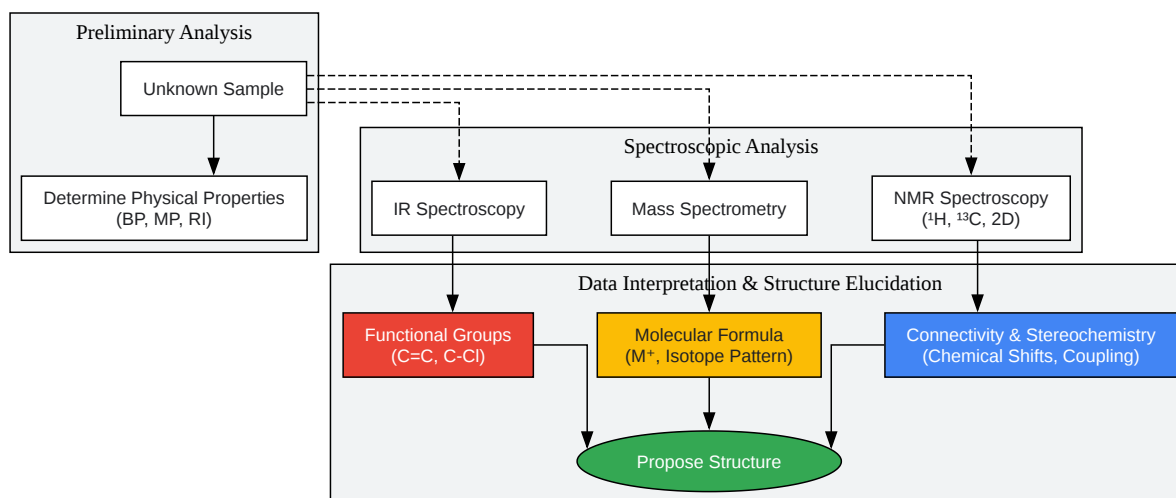 Preliminary Analysis
Unknown Sample
Determine Physical Properties
(BP, MP, RI)
Spectroscopic Analysis
IR Spectroscopy
Mass Spectrometry
NMR Spectroscopy
(¹H, ¹³C, 2D)
Data Interpretation & Structure Elucidation
Functional Groups
(C=C, C-Cl)
Molecular Formula
(M⁺, Isotope Pattern)
Connectivity & Stereochemistry
(Chemical Shifts, Coupling)
Propose Structure